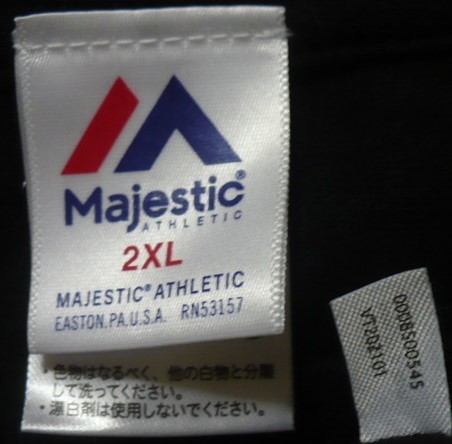 Majestic®
ATHLETIC
2XL
MAJESTIC® ATHLETIC
EASTON.PA.U.S.A. RN53157
・色物はなるべく、他の白物と分離
して洗ってください。
・漂白剤は使用しないでください。
0008500545
VT202101